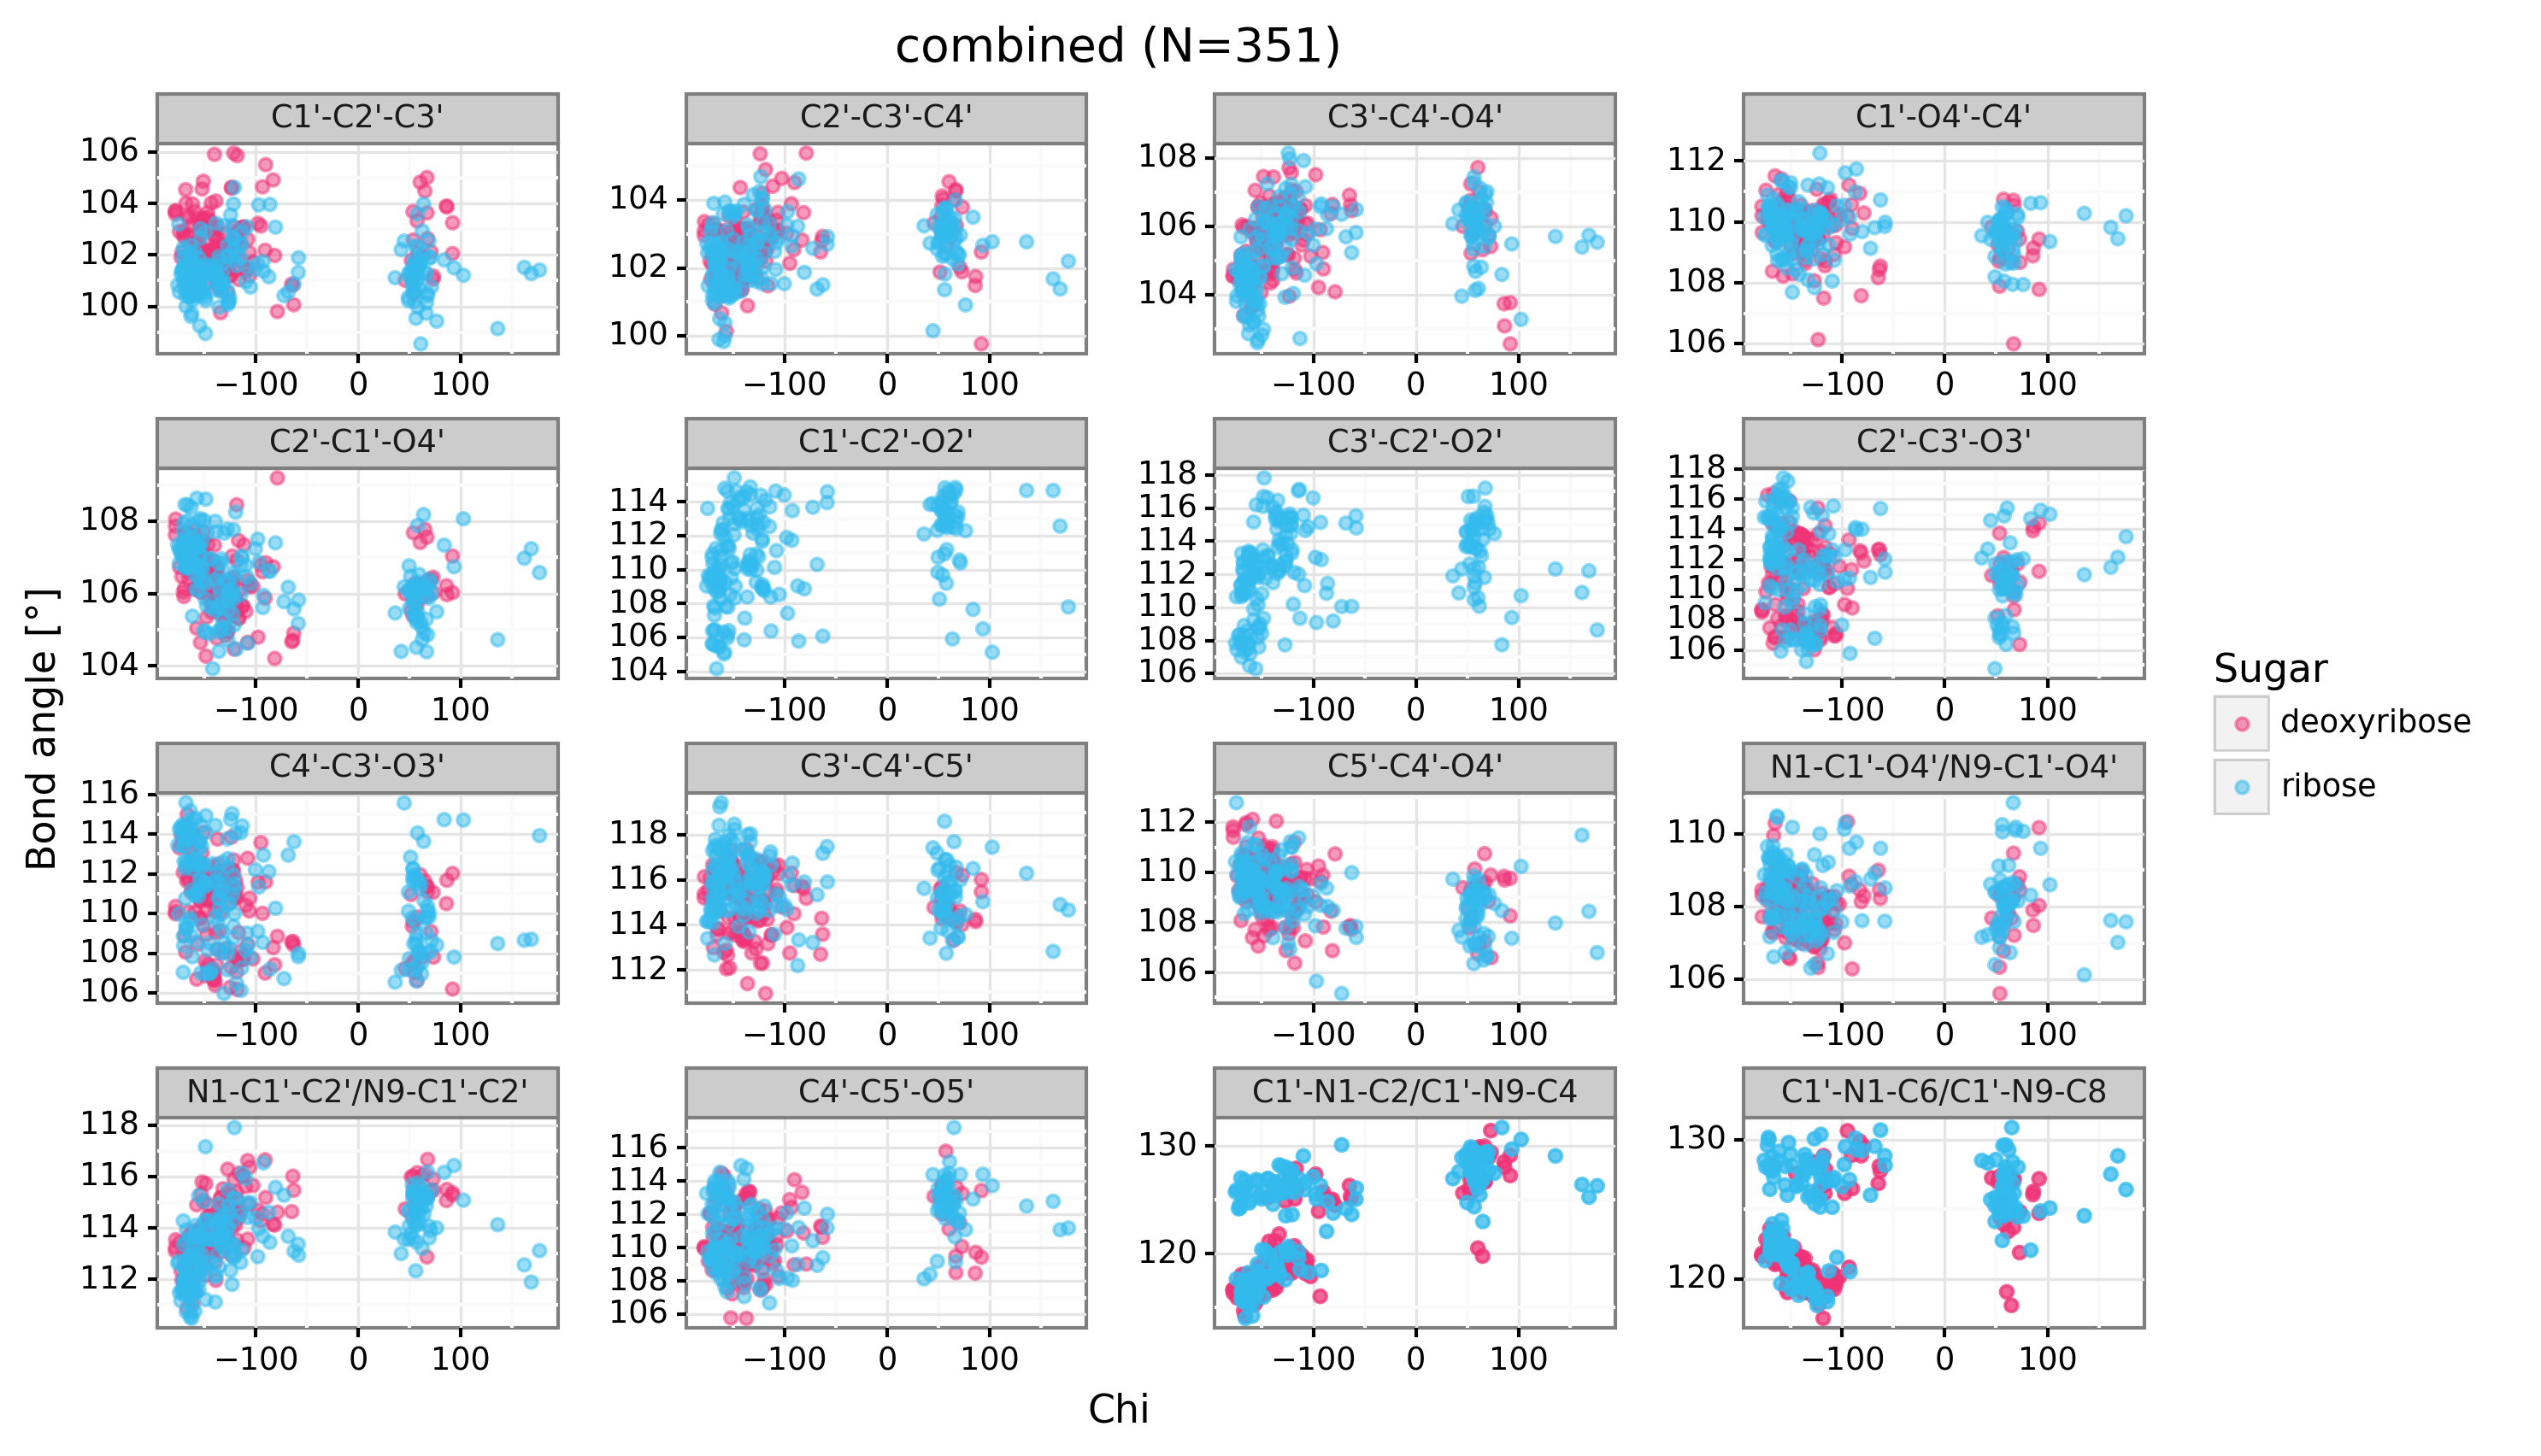 combined (N=351)
C1'-C2'-C3' C2'-C3'-C4' C3'-C4'-O4' C1'-O4'-C4'
106
104
102
100
−100 0 100
104
102
100
−100 0 100
108
106
104
−100 0 100
112
110
108
106
−100 0 100
C2'-C1'-O4' C1'-C2'-O2' C3'-C2'-O2' C2'-C3'-O3'
108
106
104
−100 0 100
114
112
110
108
106
104
−100 0 100
118
116
114
112
110
108
106
−100 0 100
118
116
114
112
110
108
106
−100 0 100
C4'-C3'-O3' C3'-C4'-C5' C5'-C4'-O4' N1-C1'-O4'/N9-C1'-O4'
116
114
112
110
108
106
−100 0 100
118
116
114
112
−100 0 100
112
110
108
106
−100 0 100
110
108
106
−100 0 100
N1-C1'-C2'/N9-C1'-C2' C4'-C5'-O5' C1'-N1-C2/C1'-N9-C4 C1'-N1-C6/C1'-N9-C8
118
116
114
112
−100 0 100
116
114
112
110
108
106
−100 0 100
130
120
−100 0 100
130
120
−100 0 100
Bond angle [°]
Chi
Sugar
deoxyribose
ribose